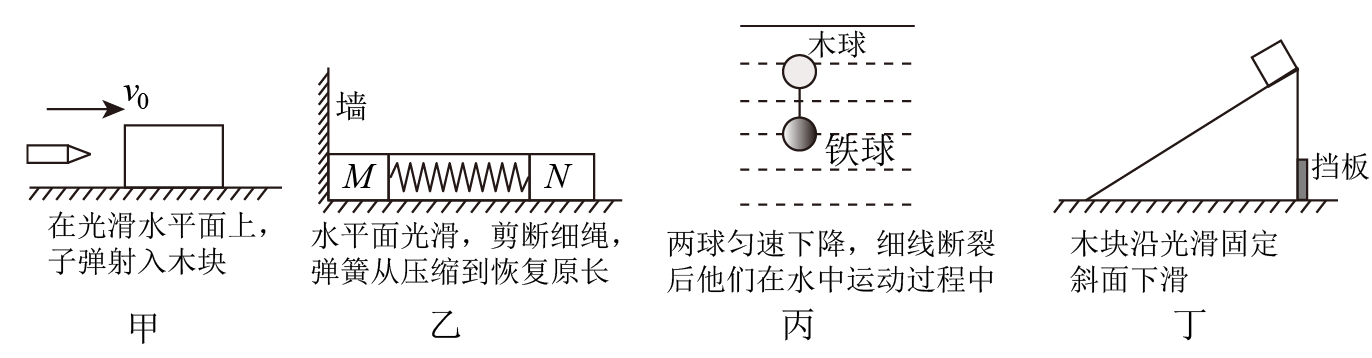 v₀
在光滑水平面上，
子弹射入木块
甲
墙
M
N
水平面光滑，剪断细绳，
弹簧从压缩到恢复原长
乙
木球
铁球
两球匀速下降，细线断裂
后他们在水中运动过程中
丙
挡板
木块沿光滑固定
斜面下滑
丁